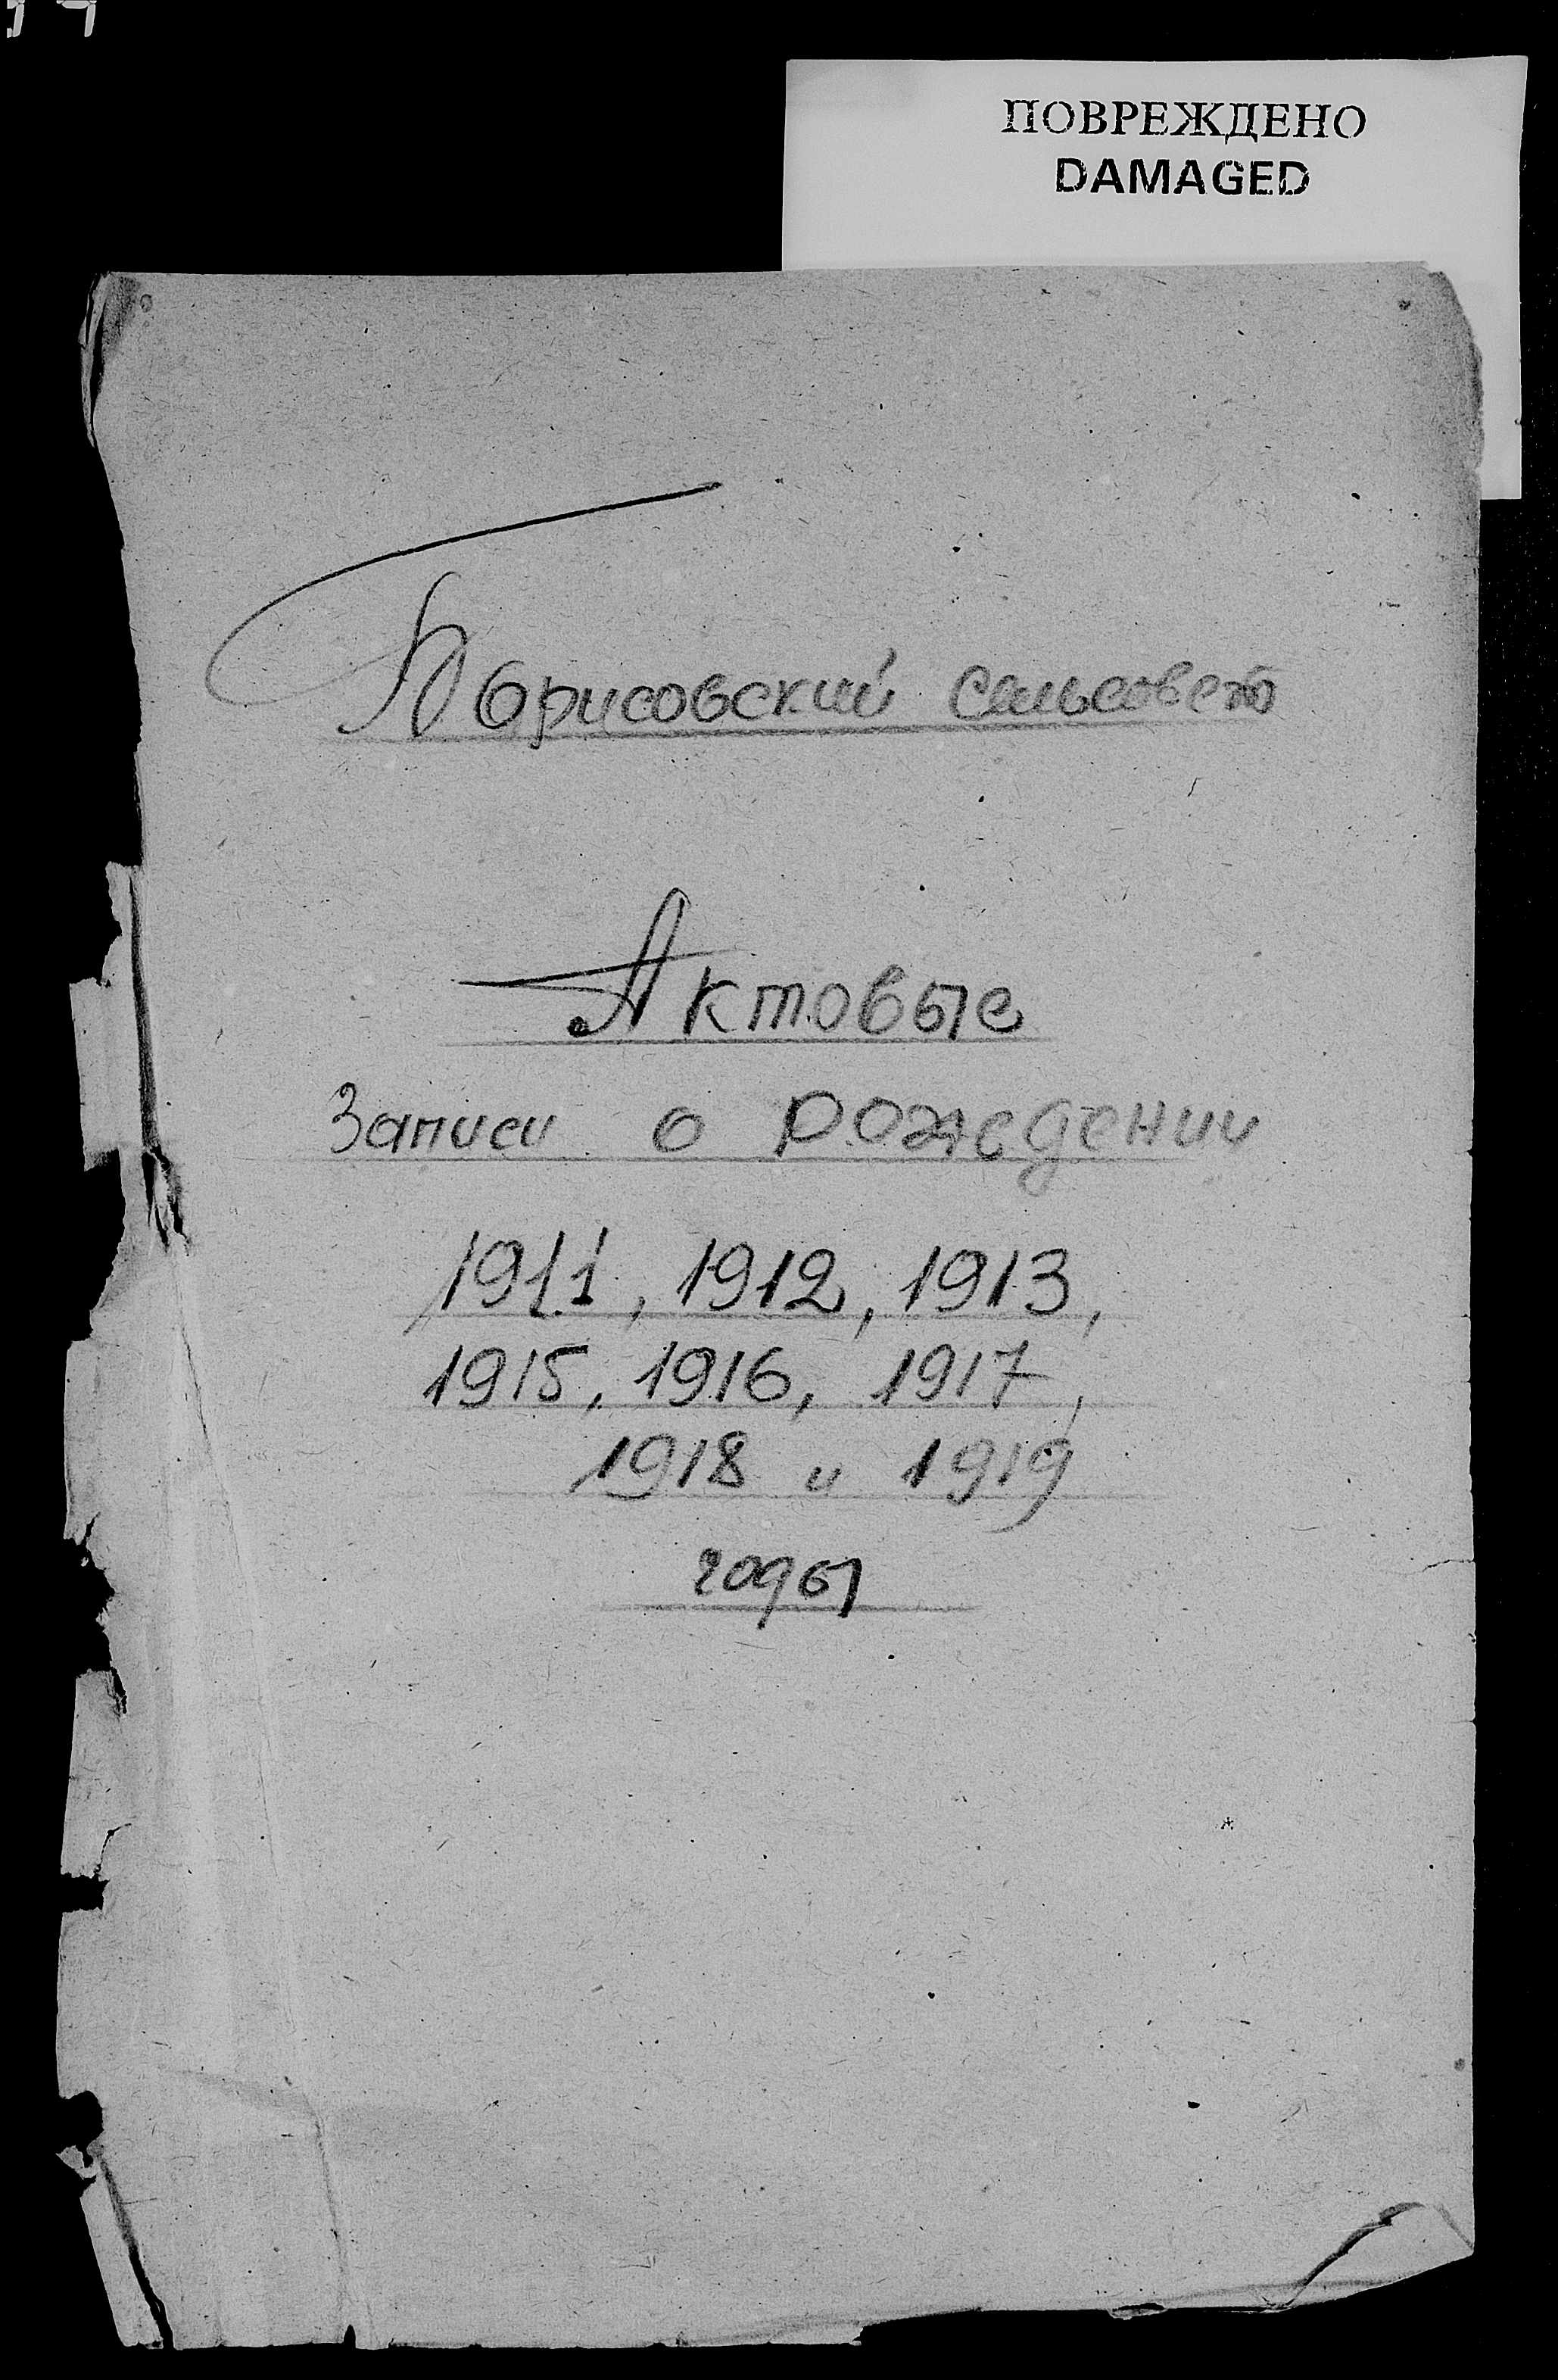 ПОВРЕЖДЕНО
DAMAGED
Борисовский сельсовет
Актовые
Записи о рождении
1911, 1912, 1913,
1915, 1916, 1917,
1918 и 1919
годы